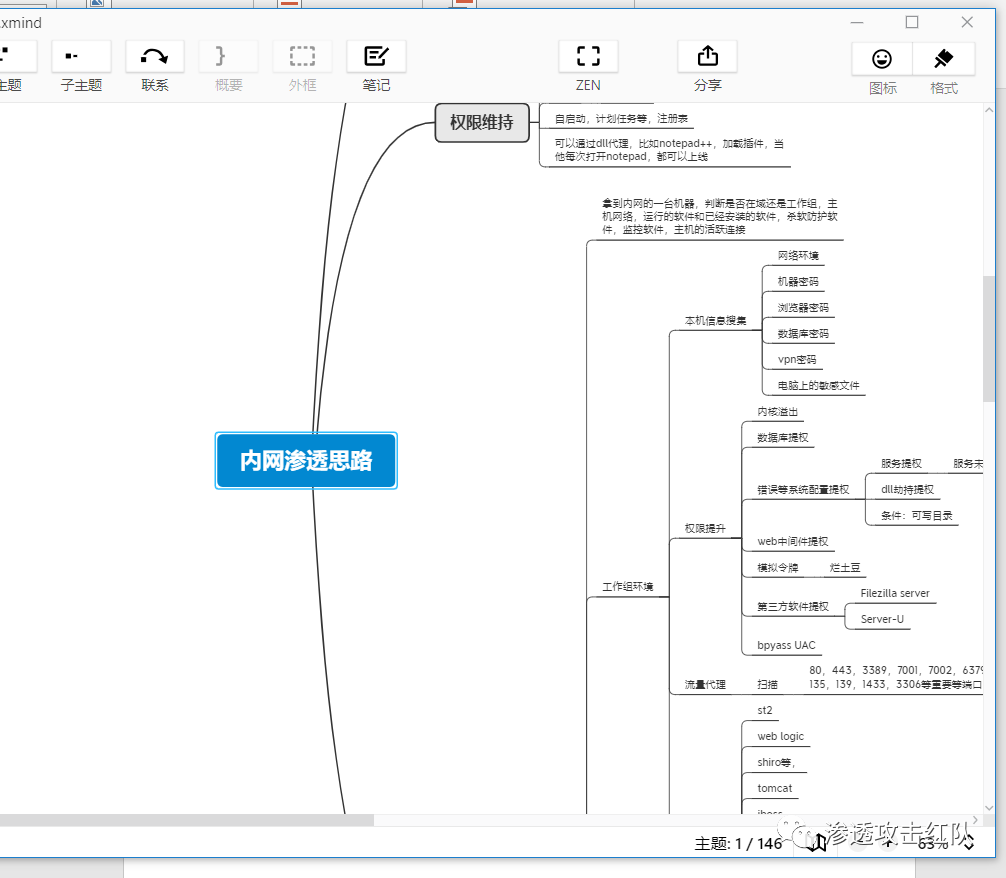 .xmind
主题
子主题
联系
概要
外框
笔记
ZEN
分享
图标
格式
权限维持
自启动，计划任务等，注册表
可以通过dll代理，比如notepad++，加载插件，当
他每次打开notepad，都可以上线
拿到内网的一台机器，判断是否在域还是工作组，主
机网络，运行的软件和已经安装的软件，杀软防护软
件，监控软件，主机的活跃连接
网络环境
机器密码
浏览器密码
本机信息搜集
数据库密码
vpn密码
电脑上的敏感文件
内核溢出
数据库提权
服务提权
服务未
错误等系统配置提权
dll劫持提权
条件：可写目录
权限提升
web中间件提权
模拟令牌
烂土豆
内网渗透思路
工作组环境
第三方软件提权
Filezilla server
Server-U
bpyass UAC
80，443，3389，7001，7002，6379
流量代理
扫描
135，139，1433，3306等重要等端口
st2
web logic
shiro等，
tomcat
jboss
主题: 1 / 146
63%
渗透攻击红队